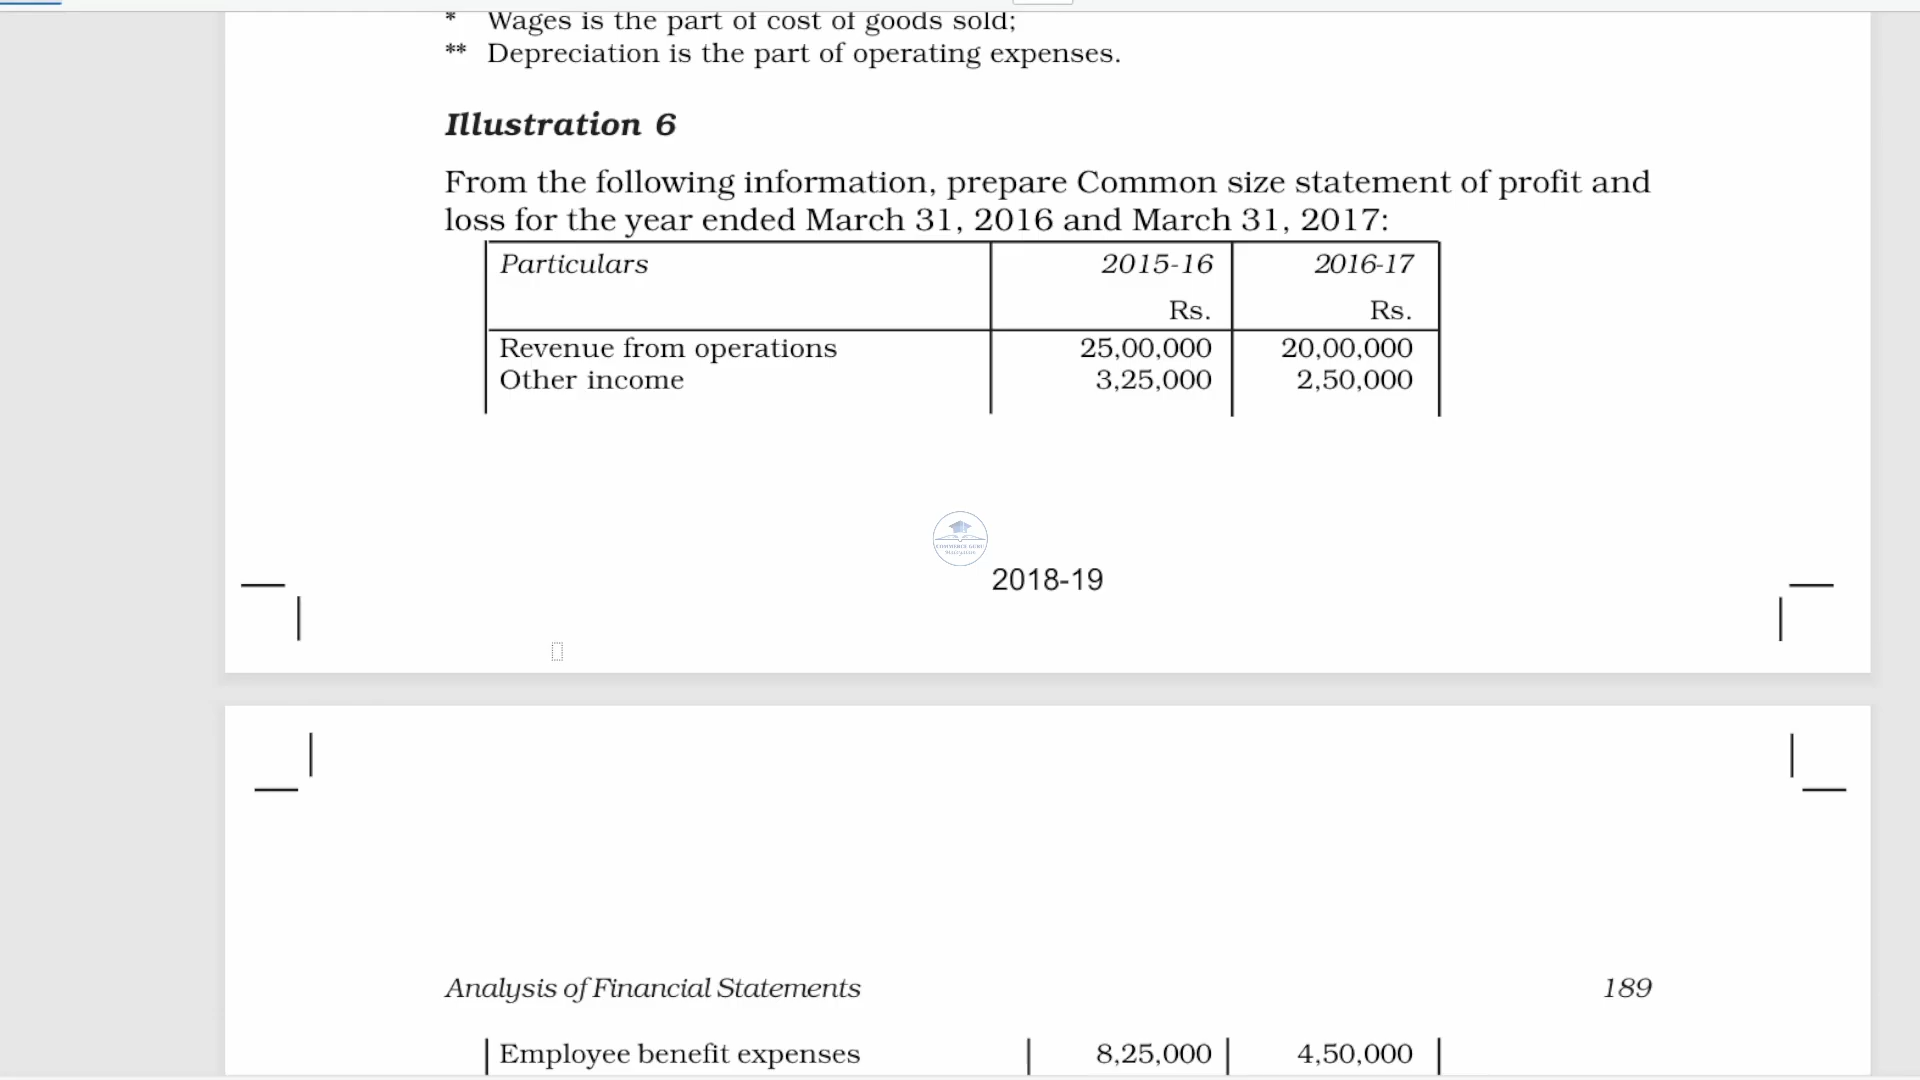 * Wages is the part of cost of goods sold;
** Depreciation is the part of operating expenses.
Illustration 6
From the following information, prepare Common size statement of profit and
loss for the year ended March 31, 2016 and March 31, 2017:
Particulars 2015-16 2016-17
Rs. Rs.
Revenue from operations 25,00,000 20,00,000
Other income 3,25,000 2,50,000
COMMERCE GURU
2018-19
Analysis of Financial Statements 189
Employee benefit expenses 8,25,000 4,50,000